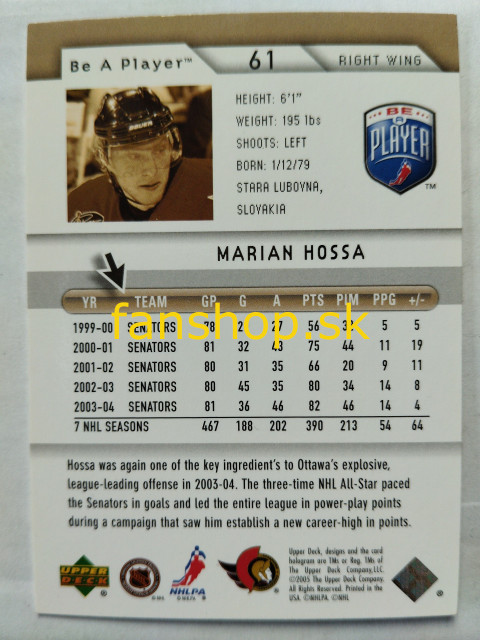 Be A Player™
61
RIGHT WING
HEIGHT: 6'1"
WEIGHT: 195 lbs
SHOOTS: LEFT
BORN: 1/12/79
STARA LUBOVNA,
SLOVAKIA
BE
A
PLAYER
TM
MARIAN HOSSA
YR TEAM GP G A PTS PIM PPG +/-
1999-00 SENATORS 78 27 56 32 5 5
2000-01 SENATORS 81 32 43 75 44 11 19
2001-02 SENATORS 80 31 35 66 20 9 11
2002-03 SENATORS 80 45 35 80 34 14 8
2003-04 SENATORS 81 36 46 82 46 14 4
7 NHL SEASONS 467 188 202 390 213 54 64
fanshop.sk
Hossa was again one of the key ingredient's to Ottawa's explosive,
league-leading offense in 2003-04. The three-time NHL All-Star paced
the Senators in goals and led the entire league in power-play points
during a campaign that saw him establish a new career-high in points.
UPPER
DECK
NHLPA
Upper Deck, designs and the card
hologram are TMs or Reg. TMs of
The Upper Deck Company,LLC.
©2005 The Upper Deck Company.
All Rights Reserved. Printed in the
USA. ©NHLPA. ©NHL